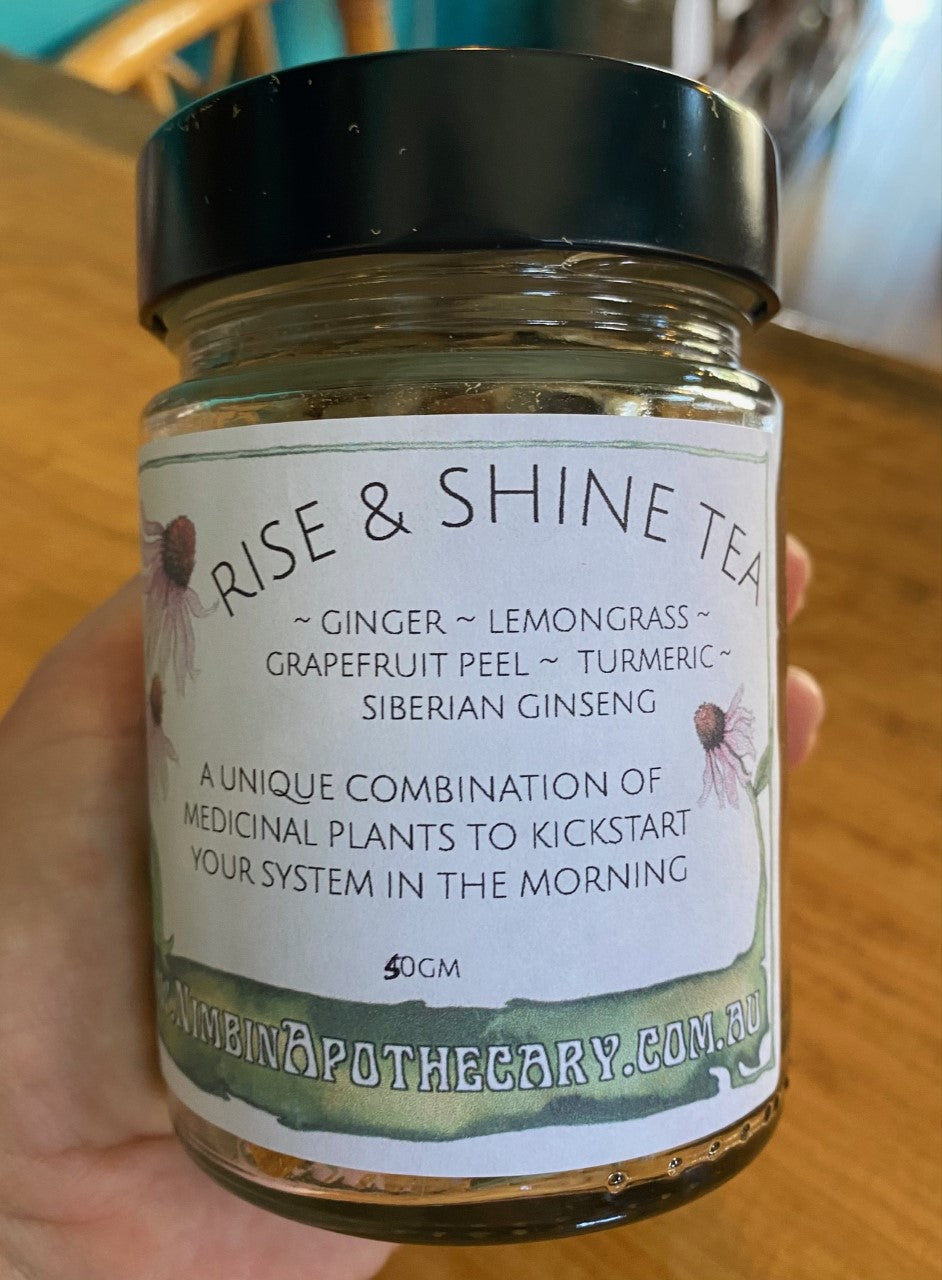 RISE & SHINE TEA
~ GINGER ~ LEMONGRASS ~
GRAPEFRUIT PEEL ~ TURMERIC ~
SIBERIAN GINSENG
A UNIQUE COMBINATION OF
MEDICINAL PLANTS TO KICKSTART
YOUR SYSTEM IN THE MORNING
50GM
NIMBINAPOTHECARY.COM.AU